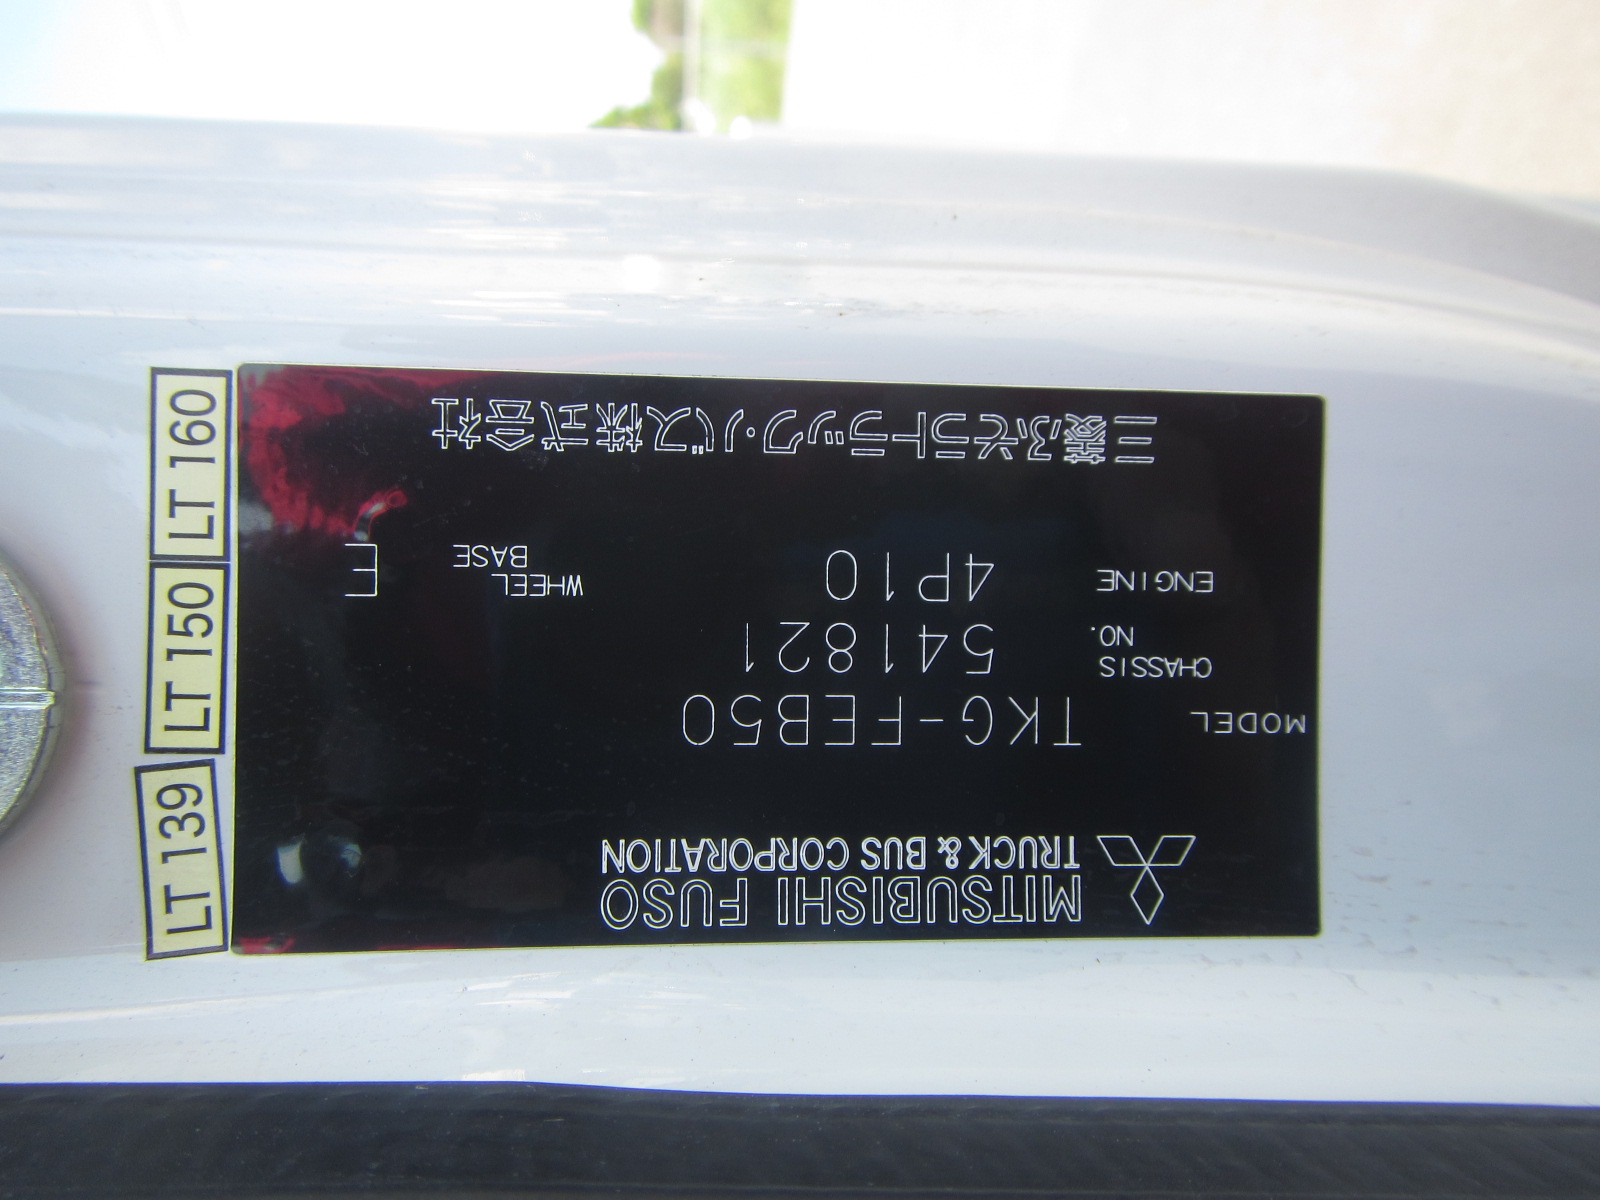 MITSUBISHI FUSO
TRUCK & BUS CORPORATION
MODEL TKG-FEB50
CHASSIS NO. 541821
ENGINE 4P10 WHEEL BASE E
三菱ふそうトラック・バス株式会社
LT 139
LT 150
LT 160